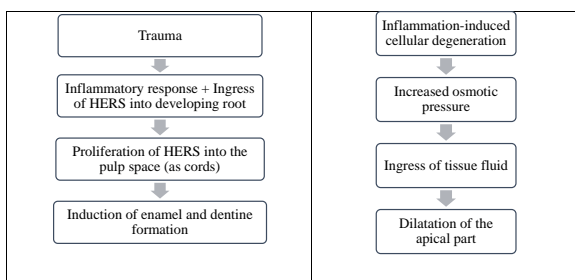 Trauma
Inflammatory response + Ingress
of HERS into developing root
Proliferation of HERS into the
pulp space (as cords)
Induction of enamel and dentine
formation
Inflammation-induced
cellular degeneration
Increased osmotic
pressure
Ingress of tissue fluid
Dilatation of the
apical part